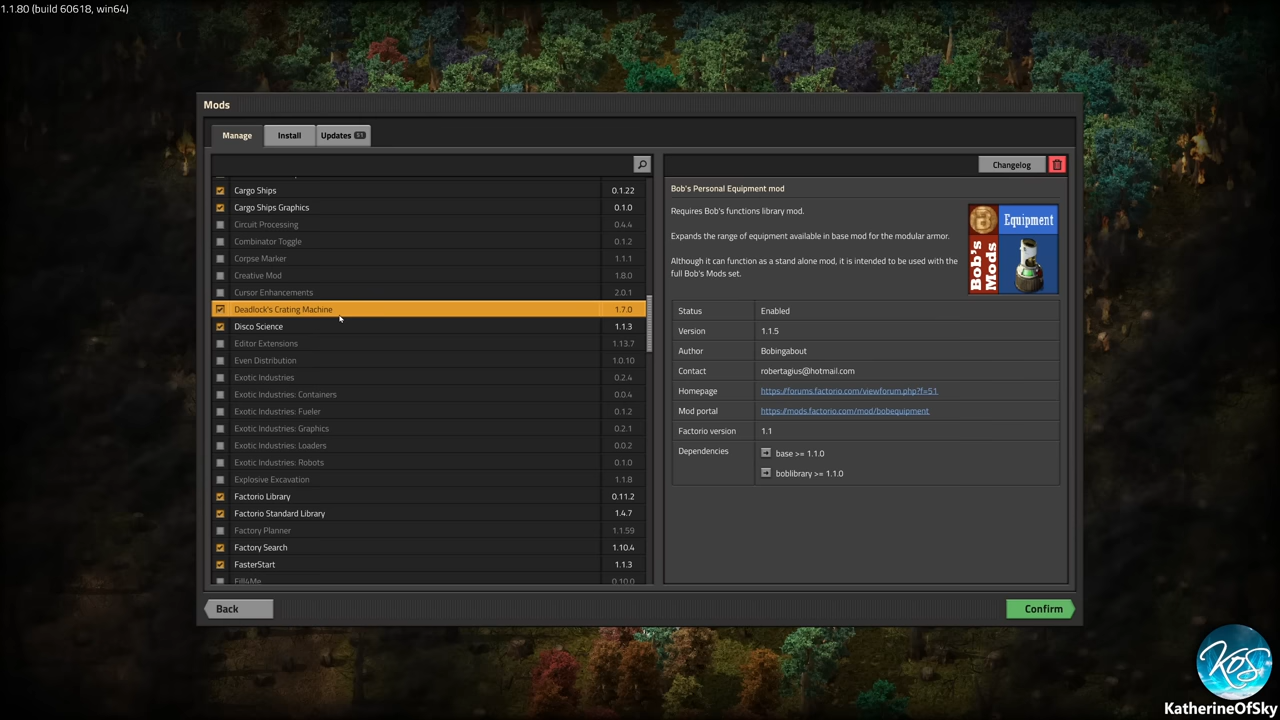 1.1.80 (build 60618, win64)
Mods
Manage
Install
Updates 51
Changelog
Cargo Ships 0.1.22
Cargo Ships Graphics 0.1.0
Circuit Processing 0.4.4
Combinator Toggle 0.1.2
Corpse Marker 1.1.1
Creative Mod 1.8.0
Cursor Enhancements 2.0.1
Deadlock's Crating Machine 1.7.0
Disco Science 1.1.3
Editor Extensions 1.13.7
Even Distribution 1.0.10
Exotic Industries 0.2.4
Exotic Industries: Containers 0.0.4
Exotic Industries: Fueler 0.1.2
Exotic Industries: Graphics 0.2.1
Exotic Industries: Loaders 0.0.2
Exotic Industries: Robots 0.1.0
Explosive Excavation 1.1.8
Factorio Library 0.11.2
Factorio Standard Library 1.4.7
Factory Planner 1.1.59
Factory Search 1.10.4
FasterStart 1.1.3
Fill4Me 0.10.0
Bob's Personal Equipment mod
Requires Bob's functions library mod.
Expands the range of equipment available in base mod for the modular armor.
Although it can function as a stand alone mod, it is intended to be used with the
full Bob's Mods set.
Equipment
Bob's
Mods
Status Enabled
Version 1.1.5
Author Bobingabout
Contact robertagius@hotmail.com
Homepage https://forums.factorio.com/viewforum.php?f=51
Mod portal https://mods.factorio.com/mod/bobequipment
Factorio version 1.1
Dependencies base >= 1.1.0
boblibrary >= 1.1.0
Back
Confirm
KOS
KatherineOfSky